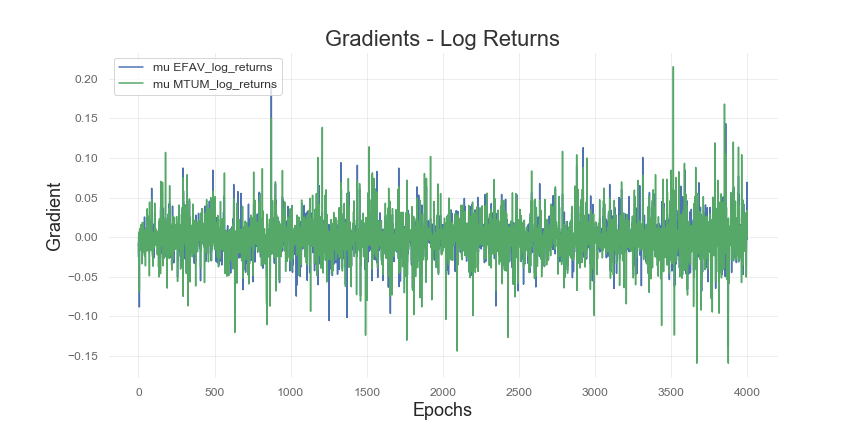 Gradients - Log Returns
mu EFAV_log_returns
mu MTUM_log_returns
Gradient
0.20
0.15
0.10
0.05
0.00
−0.05
−0.10
−0.15
0 500 1000 1500 2000 2500 3000 3500 4000
Epochs